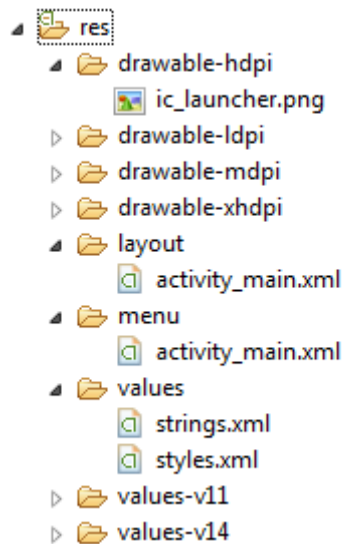 res
drawable-hdpi
ic_launcher.png
drawable-ldpi
drawable-mdpi
drawable-xhdpi
layout
activity_main.xml
menu
activity_main.xml
values
strings.xml
styles.xml
values-v11
values-v14